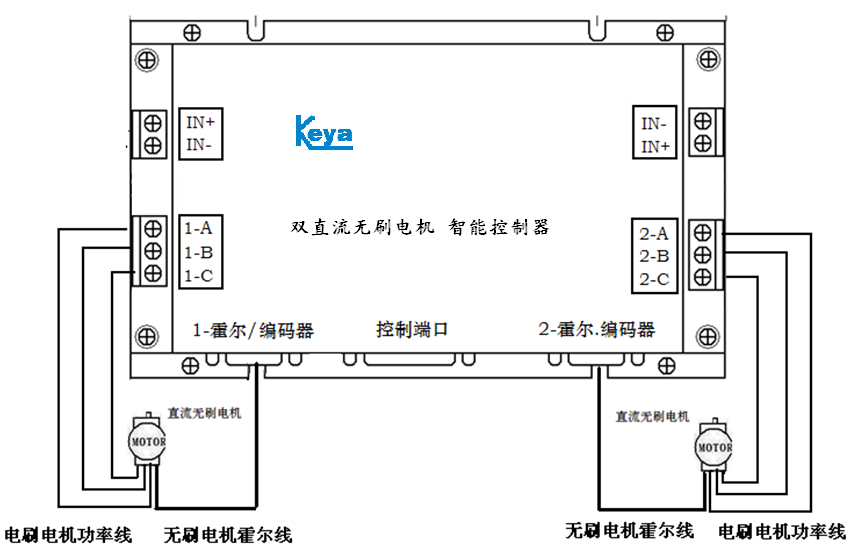 IN+
IN-
Keya
IN-
IN+
双直流无刷电机 智能控制器
1-A
1-B
1-C
2-A
2-B
2-C
1-霍尔/编码器
控制端口
2-霍尔.编码器
直流无刷电机
MOTOR
直流无刷电机
MOTOR
电刷电机功率线
无刷电机霍尔线
无刷电机霍尔线
电刷电机功率线